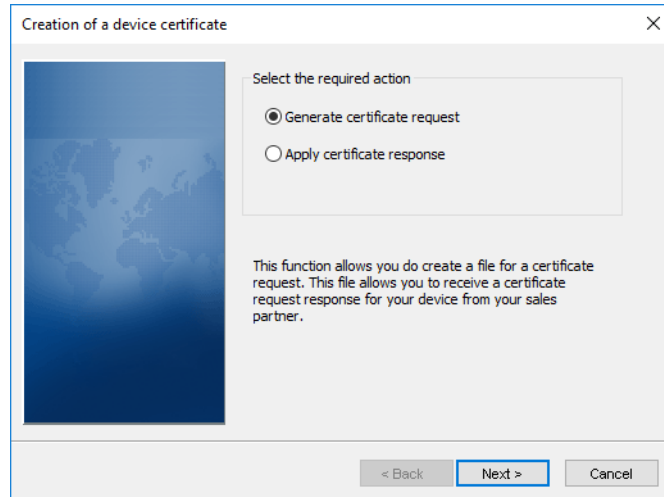 Creation of a device certificate
Select the required action
Generate certificate request
Apply certificate response
This function allows you do create a file for a certificate
request. This file allows you to receive a certificate
request response for your device from your sales
partner.
< Back
Next >
Cancel